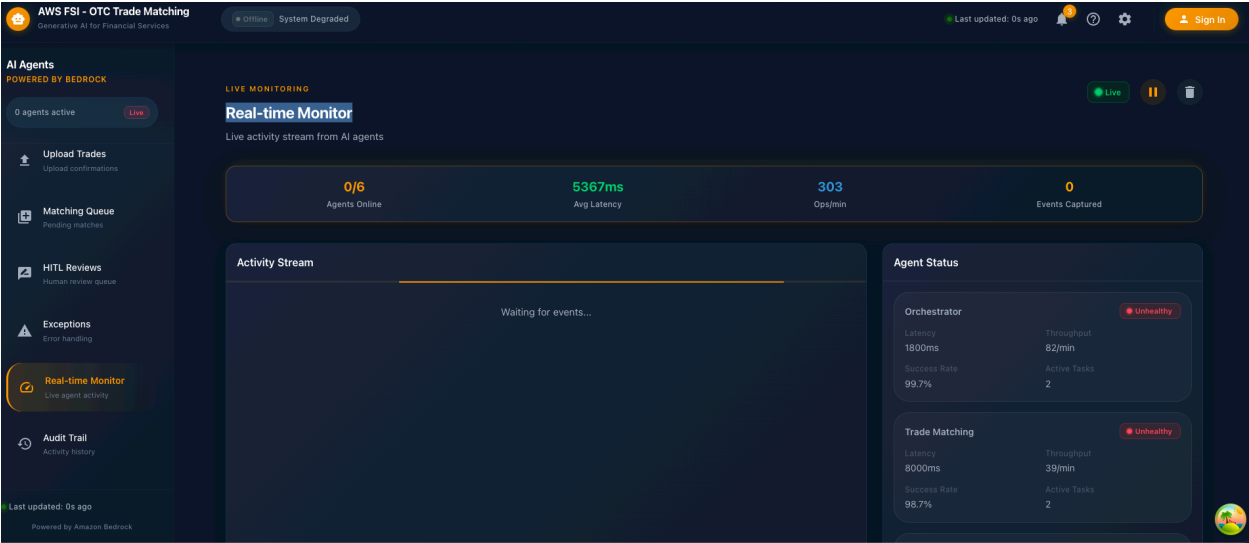 AWS FSI - OTC Trade Matching
Generative AI for Financial Services
Offline System Degraded
Last updated: 0s ago
3
Sign In
AI Agents
POWERED BY BEDROCK
0 agents active Live
Upload Trades
Upload confirmations
Matching Queue
Pending matches
HITL Reviews
Human review queue
Exceptions
Error handling
Real-time Monitor
Live agent activity
Audit Trail
Activity history
Last updated: 0s ago
Powered by Amazon Bedrock
LIVE MONITORING
Real-time Monitor
Live activity stream from AI agents
Live
0/6 5367ms 303 0
Agents Online Avg Latency Ops/min Events Captured
Activity Stream
Waiting for events...
Agent Status
Orchestrator Unhealthy
Latency Throughput
1800ms 82/min
Success Rate Active Tasks
99.7% 2
Trade Matching Unhealthy
Latency Throughput
8000ms 39/min
Success Rate Active Tasks
98.7% 2